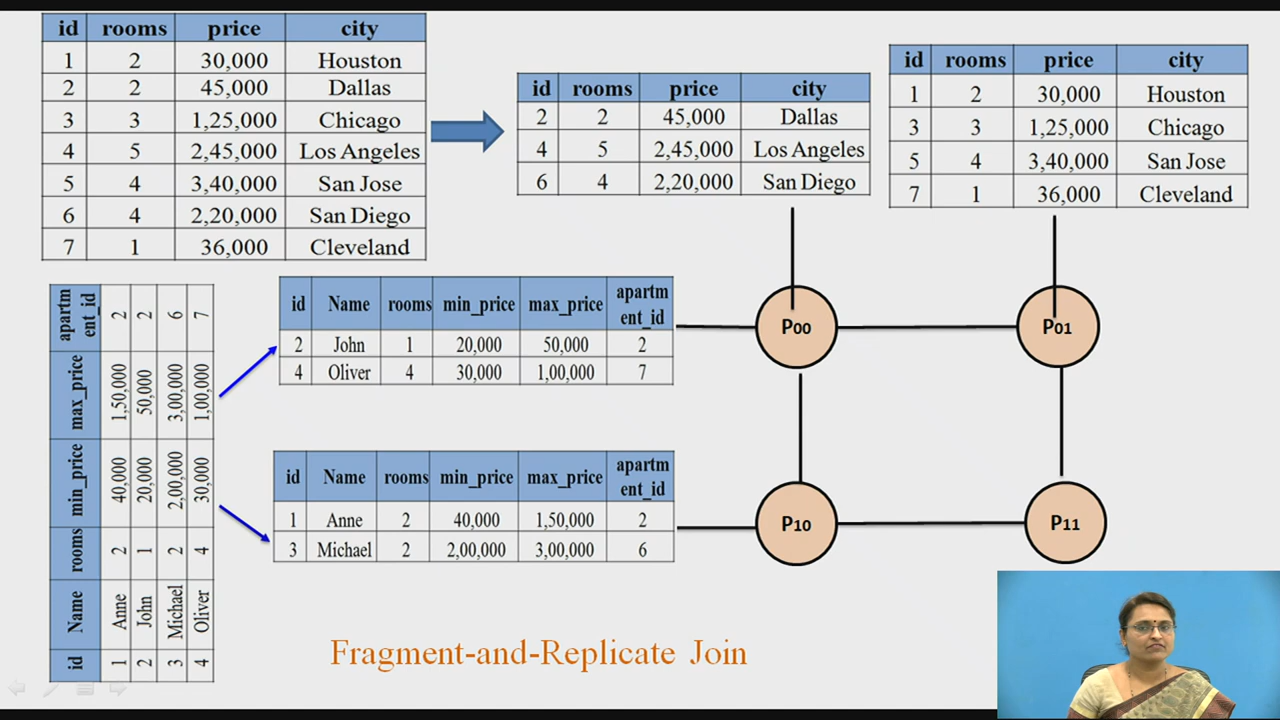 id rooms price city
1 2 30,000 Houston
2 2 45,000 Dallas
3 3 1,25,000 Chicago
4 5 2,45,000 Los Angeles
5 4 3,40,000 San Jose
6 4 2,20,000 San Diego
7 1 36,000 Cleveland
id rooms price city
2 2 45,000 Dallas
4 5 2,45,000 Los Angeles
6 4 2,20,000 San Diego
id rooms price city
1 2 30,000 Houston
3 3 1,25,000 Chicago
5 4 3,40,000 San Jose
7 1 36,000 Cleveland
id Name rooms min_price max_price apartm
ent_id
1 Anne 2 40,000 1,50,000 2
2 John 1 20,000 50,000 2
3 Michael 2 2,00,000 3,00,000 6
4 Oliver 4 30,000 1,00,000 7
id Name rooms min_price max_price apartm
ent_id
2 John 1 20,000 50,000 2
4 Oliver 4 30,000 1,00,000 7
id Name rooms min_price max_price apartm
ent_id
1 Anne 2 40,000 1,50,000 2
3 Michael 2 2,00,000 3,00,000 6
P00 P01
P10 P11
Fragment-and-Replicate Join